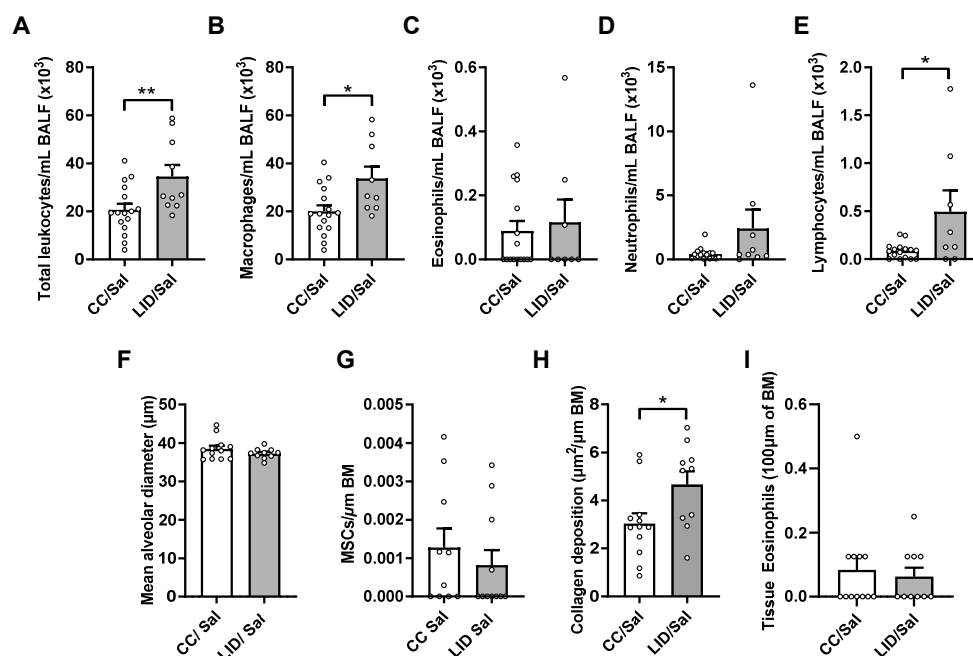 A
B
C
D
E
Total leukocytes/mL BALF (x10³)
80
60
40
20
0
**
CC/Sal
LID/Sal
Macrophages/mL BALF (x10³)
80
60
40
20
0
*
CC/Sal
LID/Sal
Eosinophils/mL BALF (x10³)
0.6
0.4
0.2
0.0
CC/Sal
LID/Sal
Neutrophils/mL BALF (x10³)
15
10
5
0
CC/Sal
LID/Sal
Lymphocytes/mL BALF (x10³)
2.0
1.5
1.0
0.5
0.0
*
CC/Sal
LID/Sal
F
G
H
I
Mean alveolar diameter (µm)
50
40
30
20
10
0
CC/ Sal
LID/ Sal
MSCs/µm BM
0.005
0.004
0.003
0.002
0.001
0.000
CC Sal
LID Sal
Collagen deposition (µm²/µm BM)
8
6
4
2
0
*
CC/Sal
LID/Sal
Tissue Eosinophils (100µm of BM)
0.6
0.4
0.2
0.0
CC/Sal
LID/Sal